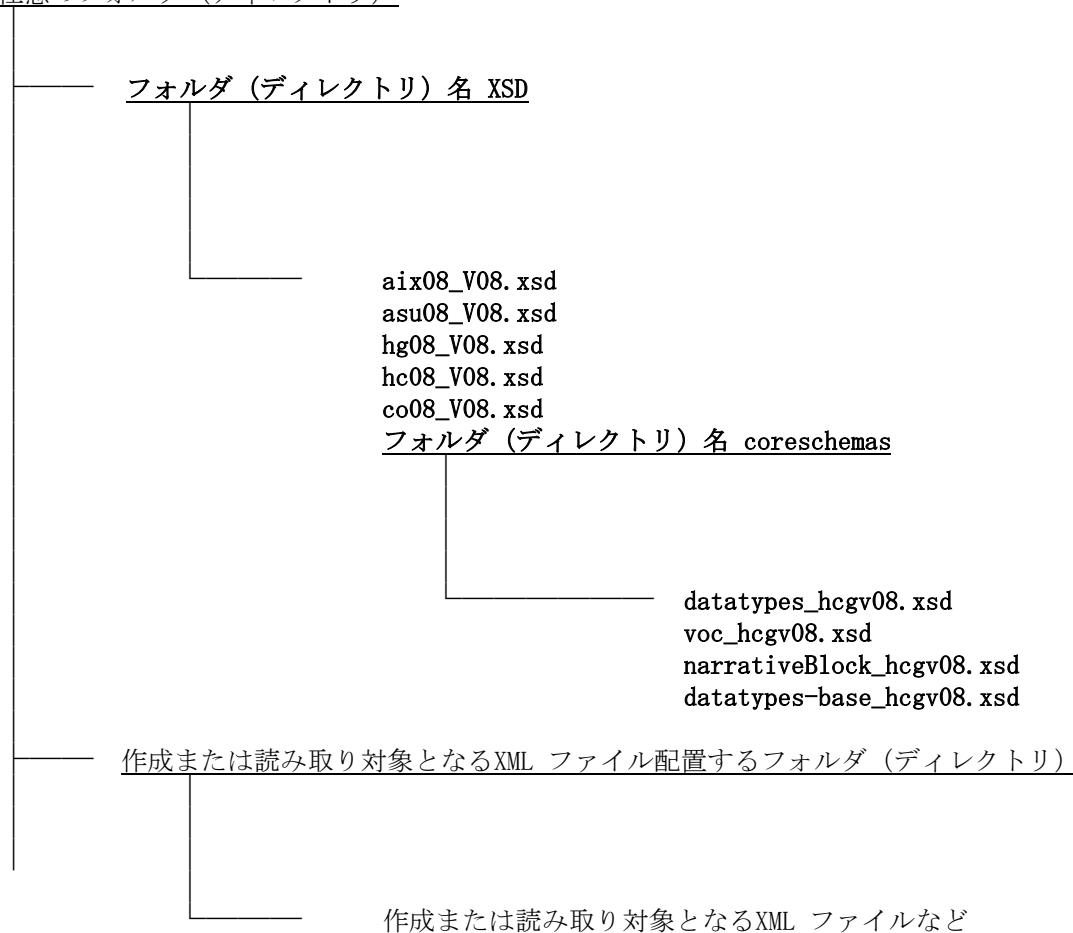 フォルダ (ディレクトリ) 名 XSD
aix08_V08.xsd
asu08_V08.xsd
hg08_V08.xsd
hc08_V08.xsd
co08_V08.xsd
フォルダ (ディレクトリ) 名 coreschemas
datatypes_hcgv08.xsd
voc_hcgv08.xsd
narrativeBlock_hcgv08.xsd
datatypes-base_hcgv08.xsd
作成または読み取り対象となるXML ファイル配置するフォルダ (ディレクトリ)
作成または読み取り対象となるXML ファイルなど